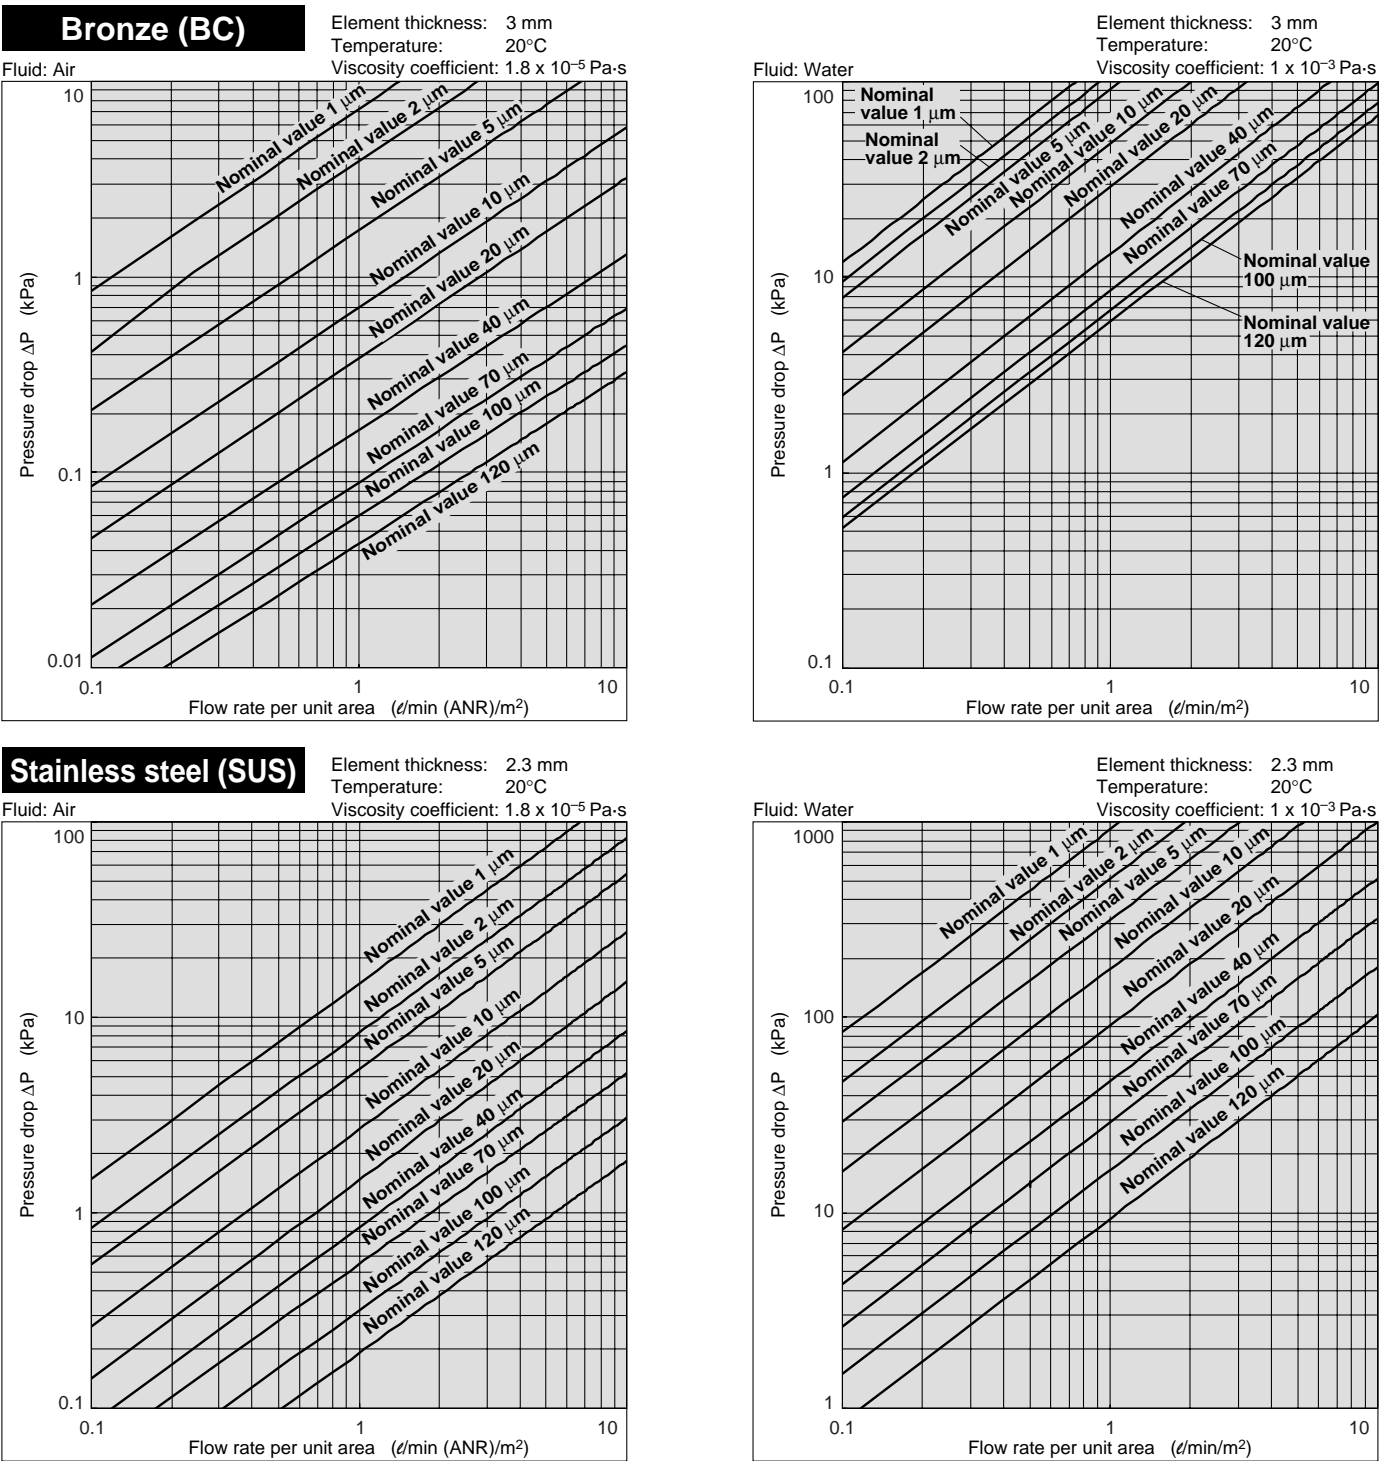 Bronze (BC)
Element thickness: 3 mm
Temperature: 20°C
Fluid: Air
Viscosity coefficient: 1.8 x 10⁻⁵ Pa·s
10
1
0.1
0.01
Pressure drop ΔP (kPa)
Nominal value 1 μm
Nominal value 2 μm
Nominal value 5 μm
Nominal value 10 μm
Nominal value 20 μm
Nominal value 40 μm
Nominal value 70 μm
Nominal value 100 μm
Nominal value 120 μm
0.1 1 10
Flow rate per unit area (ℓ/min (ANR)/m²)
Element thickness: 3 mm
Temperature: 20°C
Fluid: Water
Viscosity coefficient: 1 x 10⁻³ Pa·s
100
10
1
0.1
Pressure drop ΔP (kPa)
Nominal
value 1 μm
Nominal
value 2 μm
Nominal value 5 μm
Nominal value 10 μm
Nominal value 20 μm
Nominal value 40 μm
Nominal value 70 μm
Nominal value
100 μm
Nominal value
120 μm
0.1 1 10
Flow rate per unit area (ℓ/min/m²)
Stainless steel (SUS)
Element thickness: 2.3 mm
Temperature: 20°C
Fluid: Air
Viscosity coefficient: 1.8 x 10⁻⁵ Pa·s
100
10
1
0.1
Pressure drop ΔP (kPa)
Nominal value 1 μm
Nominal value 2 μm
Nominal value 5 μm
Nominal value 10 μm
Nominal value 20 μm
Nominal value 40 μm
Nominal value 70 μm
Nominal value 100 μm
Nominal value 120 μm
0.1 1 10
Flow rate per unit area (ℓ/min (ANR)/m²)
Element thickness: 2.3 mm
Temperature: 20°C
Fluid: Water
Viscosity coefficient: 1 x 10⁻³ Pa·s
1000
100
10
1
Pressure drop ΔP (kPa)
Nominal value 1 μm
Nominal value 2 μm
Nominal value 5 μm
Nominal value 10 μm
Nominal value 20 μm
Nominal value 40 μm
Nominal value 70 μm
Nominal value 100 μm
Nominal value 120 μm
0.1 1 10
Flow rate per unit area (ℓ/min/m²)